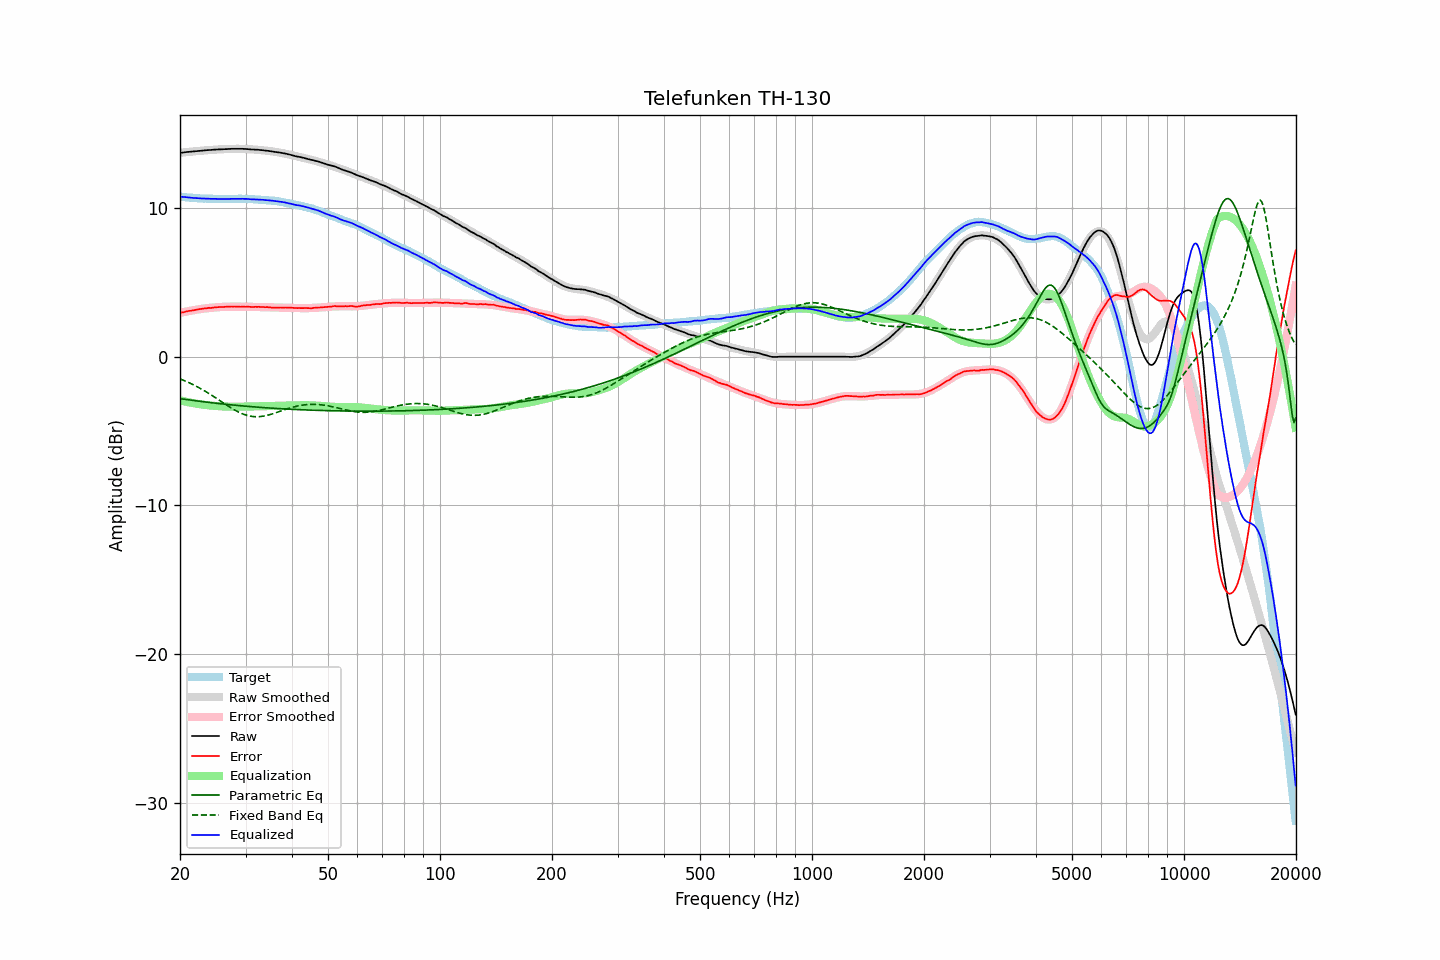 Telefunken TH-130
Amplitude (dBr)
10
0
−10
−20
−30
Target
Raw Smoothed
Error Smoothed
Raw
Error
Equalization
Parametric Eq
Fixed Band Eq
Equalized
20 50 100 200 500 1000 2000 5000 10000 20000
Frequency (Hz)